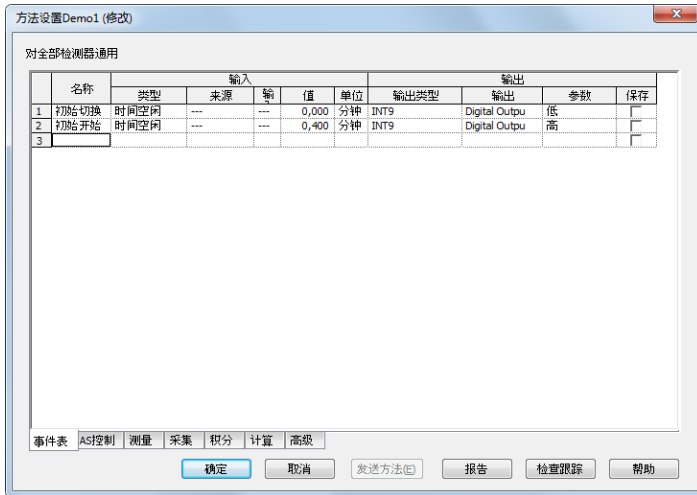 方法设置Demo1 (修改)
对全部检测器通用
名称 输入 输出
类型 来源 输 值 单位 输出类型 输出 参数 保存
1 初始切换 时间空闲 --- --- 0,000 分钟 INT9 Digital Outpu 低
2 初始开始 时间空闲 --- --- 0,400 分钟 INT9 Digital Outpu 高
3
事件表 AS控制 测量 采集 积分 计算 高级
确定 取消 发送方法(E) 报告 检查跟踪 帮助